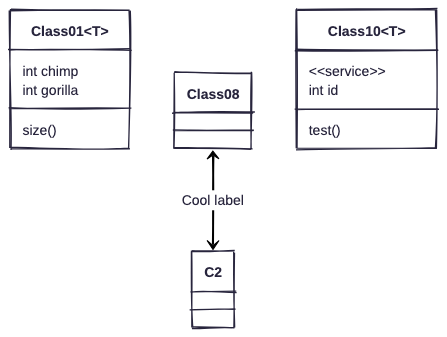 Class01<T>
int chimp
int gorilla
size()
Class08
Class10<T>
<<service>>
int id
test()
Cool label
C2